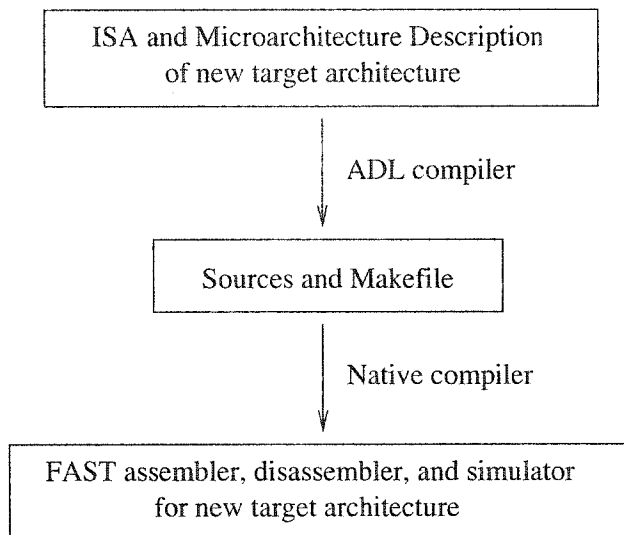 ISA and Microarchitecture Description
of new target architecture
ADL compiler
Sources and Makefile
Native compiler
FAST assembler, disassembler, and simulator
for new target architecture